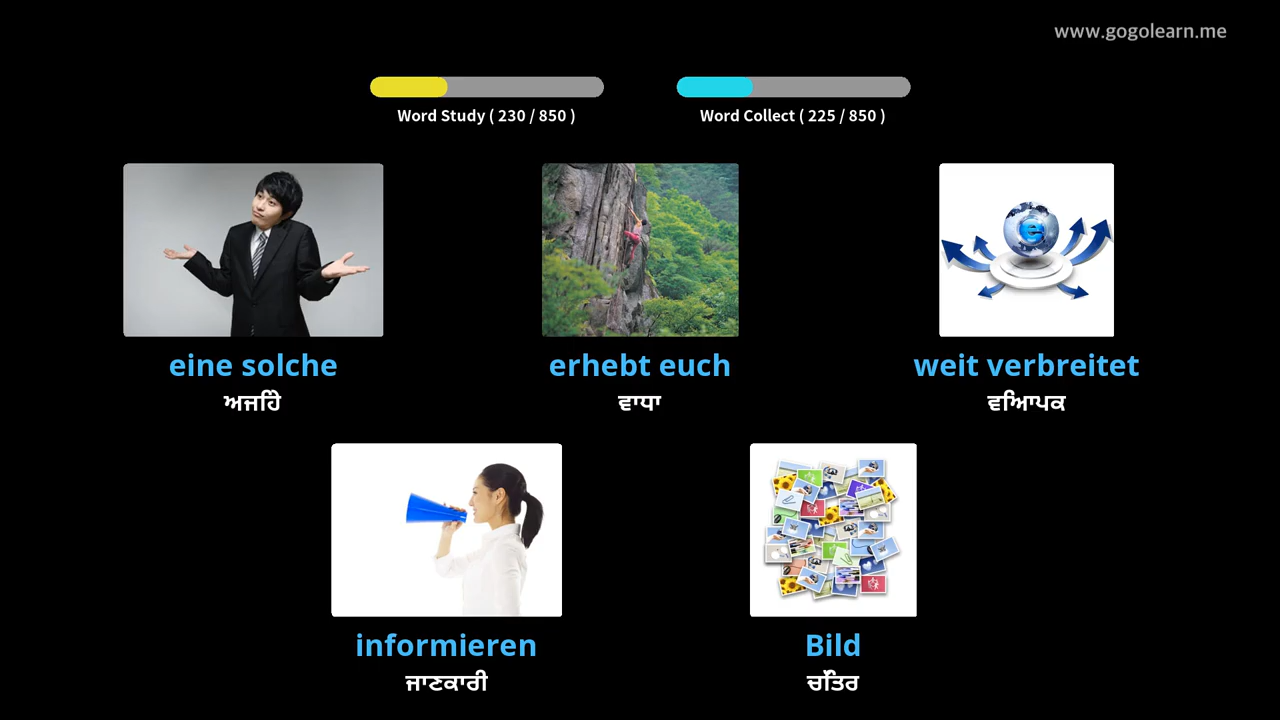 www.gogolearn.me
Word Study ( 230 / 850 )
Word Collect ( 225 / 850 )
eine solche
ਅਜਿਹੇ
erhebt euch
ਵਾਧਾ
weit verbreitet
ਵਿਆਪਕ
informieren
ਜਾਣਕਾਰੀ
Bild
ਚਿੱਤਰ